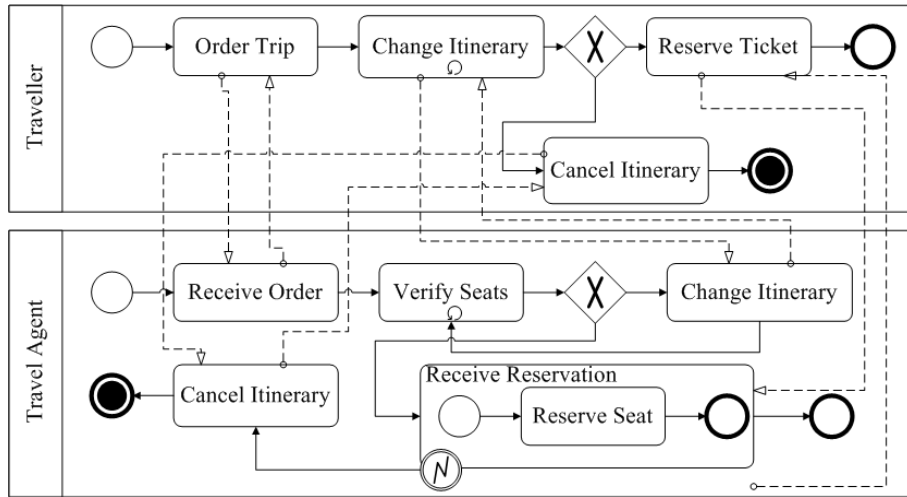 Traveller
Order Trip
Change Itinerary
Reserve Ticket
Cancel Itinerary
Travel Agent
Receive Order
Verify Seats
Change Itinerary
Cancel Itinerary
Receive Reservation
Reserve Seat